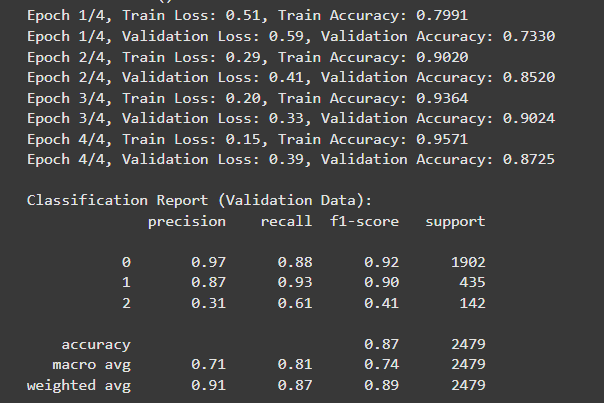 Epoch 1/4, Train Loss: 0.51, Train Accuracy: 0.7991
Epoch 1/4, Validation Loss: 0.59, Validation Accuracy: 0.7330
Epoch 2/4, Train Loss: 0.29, Train Accuracy: 0.9020
Epoch 2/4, Validation Loss: 0.41, Validation Accuracy: 0.8520
Epoch 3/4, Train Loss: 0.20, Train Accuracy: 0.9364
Epoch 3/4, Validation Loss: 0.33, Validation Accuracy: 0.9024
Epoch 4/4, Train Loss: 0.15, Train Accuracy: 0.9571
Epoch 4/4, Validation Loss: 0.39, Validation Accuracy: 0.8725
Classification Report (Validation Data):
precision recall f1-score support
0 0.97 0.88 0.92 1902
1 0.87 0.93 0.90 435
2 0.31 0.61 0.41 142
accuracy 0.87 2479
macro avg 0.71 0.81 0.74 2479
weighted avg 0.91 0.87 0.89 2479